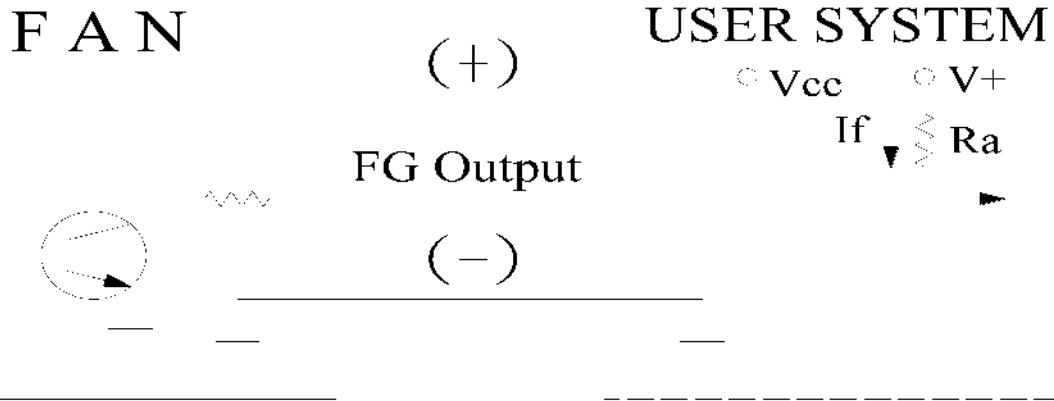 F A N
USER SYSTEM
(+)
Vcc
V+
If
Ra
FG Output
(−)